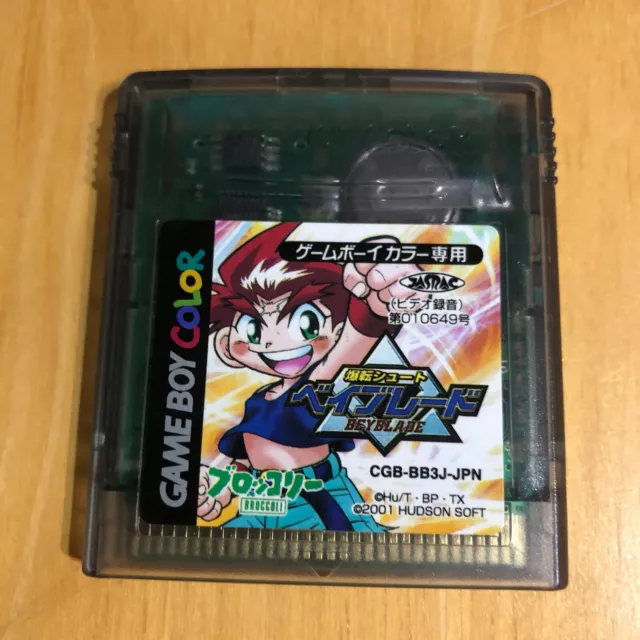 GAME BOY COLOR
ゲームボーイ カラー専用
JASRAC
(ビデオ録音)
第010649号
爆転シュート
ベイブレード
BEYBLADE
CGB-BB3J-JPN
ブロッコリー
BROCCOLI
©Hu/T・BP・TX
©2001 HUDSON SOFT